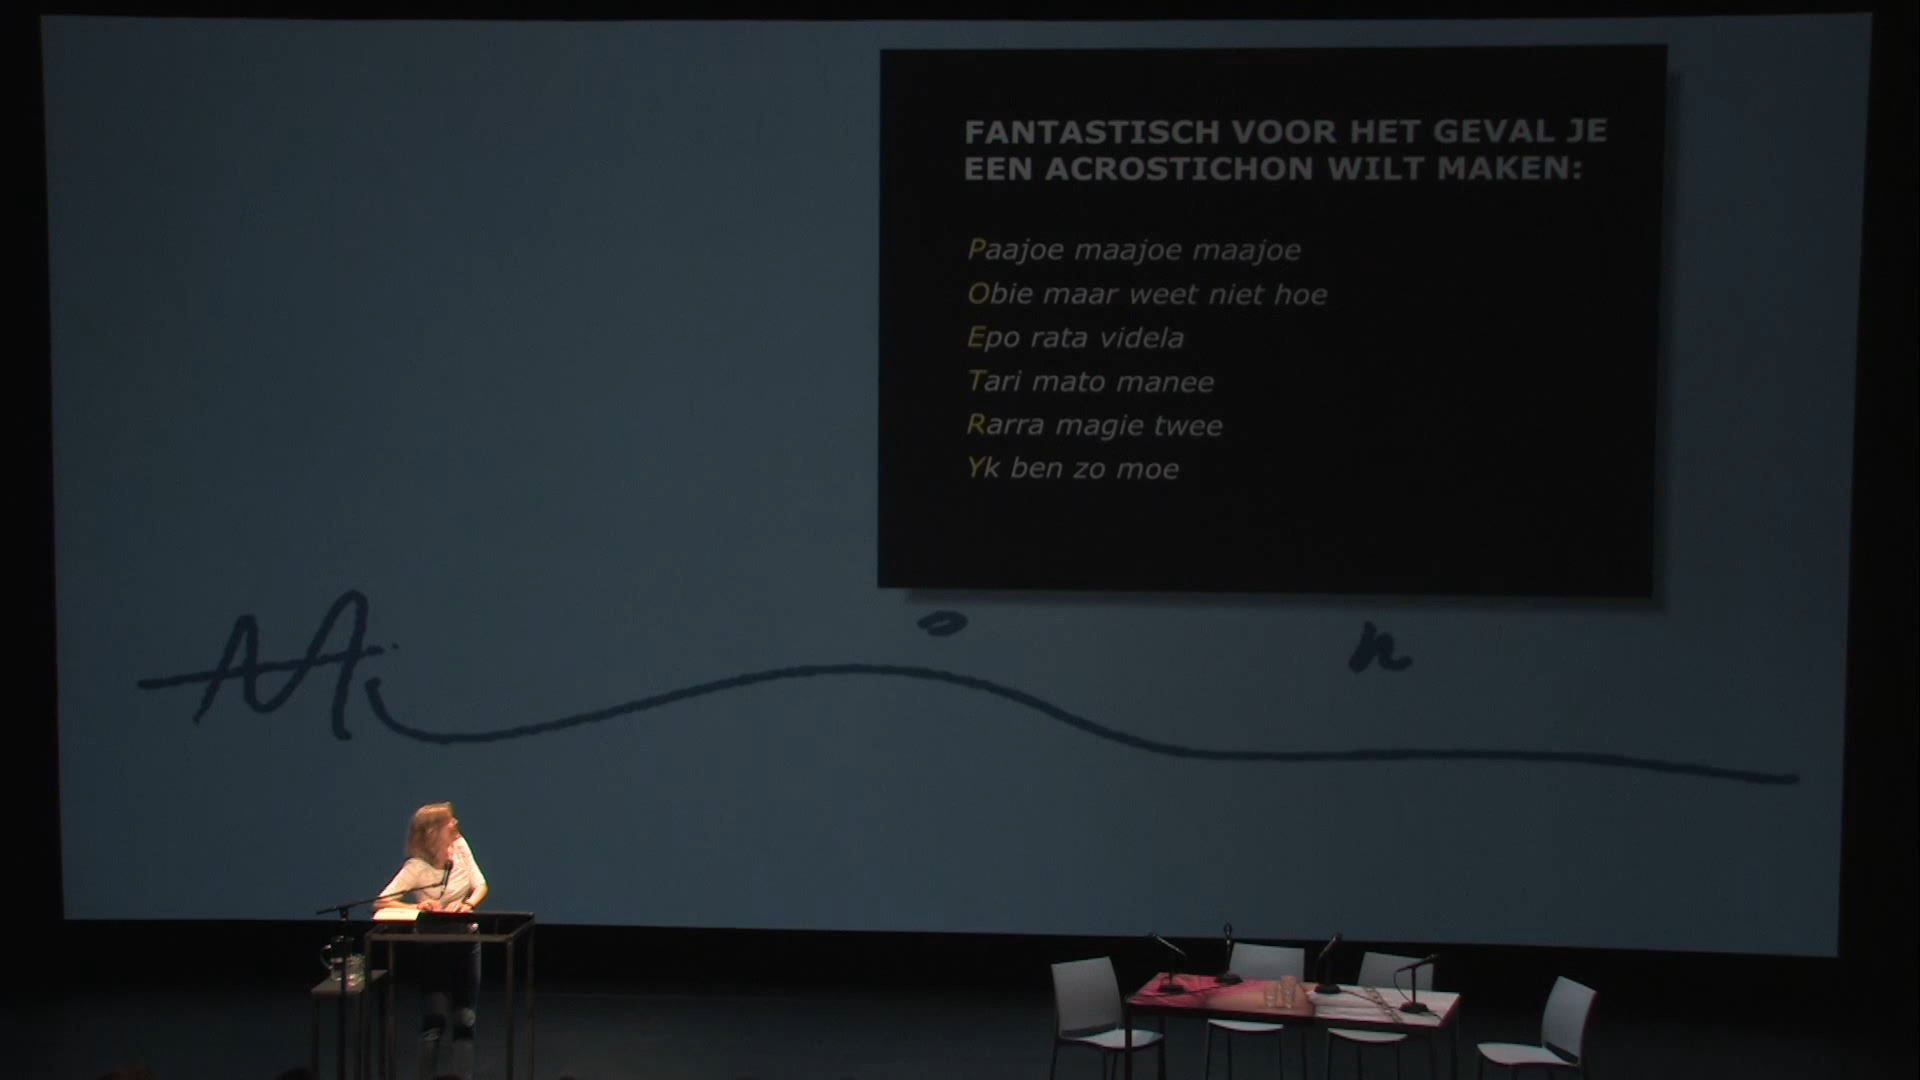 FANTASTISCH VOOR HET GEVAL JE
EEN ACROSTICHON WILT MAKEN:
Paajoe maajoe maajoe
Obie maar weet niet hoe
Epo rata videla
Tari mato manee
Rarra magie twee
Yk ben zo moe